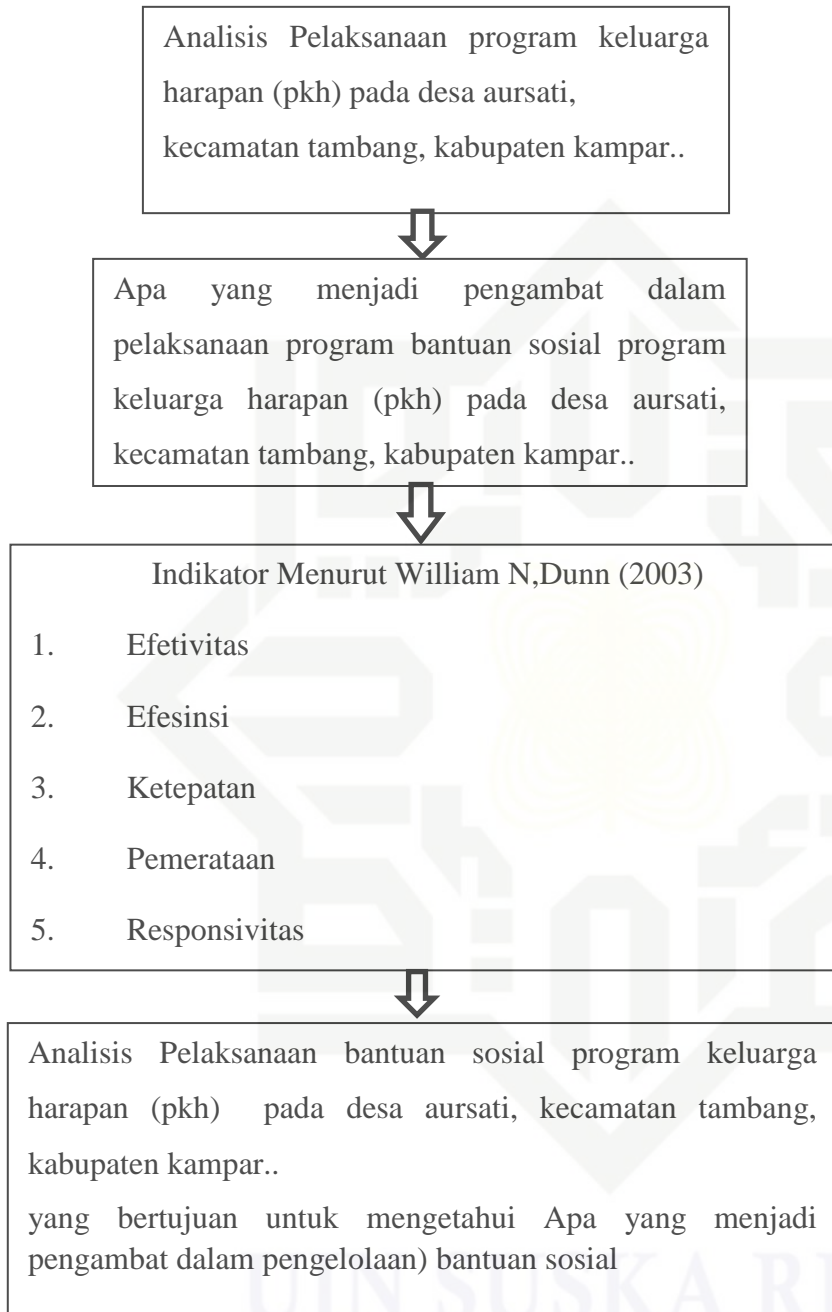 Analisis Pelaksanaan program keluarga
harapan (pkh) pada desa aursati,
kecamatan tambang, kabupaten kampar..
Apa yang menjadi pengambat dalam
pelaksanaan program bantuan sosial program
keluarga harapan (pkh) pada desa aursati,
kecamatan tambang, kabupaten kampar..
Indikator Menurut William N,Dunn (2003)
1. Efetivitas
2. Efesinsi
3. Ketepatan
4. Pemerataan
5. Responsivitas
Analisis Pelaksanaan bantuan sosial program keluarga
harapan (pkh) pada desa aursati, kecamatan tambang,
kabupaten kampar..
yang bertujuan untuk mengetahui Apa yang menjadi
pengambat dalam pengelolaan) bantuan sosial
UIN SUSKA R